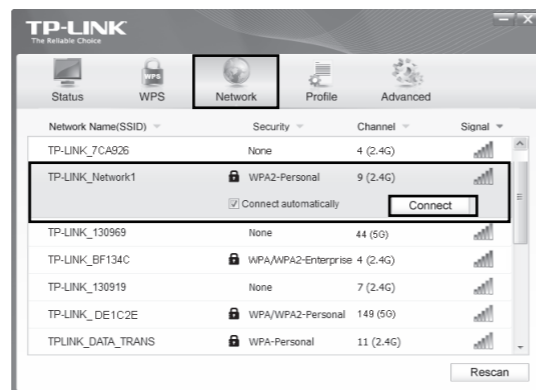 TP-LINK
The Reliable Choice
WPS
Status WPS Network Profile Advanced
Network Name(SSID) Security Channel Signal
TP-LINK_7CA926 None 4 (2.4G)
TP-LINK_Network1 WPA2-Personal 9 (2.4G)
Connect automatically Connect
TP-LINK_130969 None 44 (5G)
TP-LINK_BF134C WPA/WPA2-Enterprise 4 (2.4G)
TP-LINK_130919 None 7 (2.4G)
TP-LINK_DE1C2E WPA/WPA2-Personal 149 (5G)
TPLINK_DATA_TRANS WPA-Personal 11 (2.4G)
Rescan